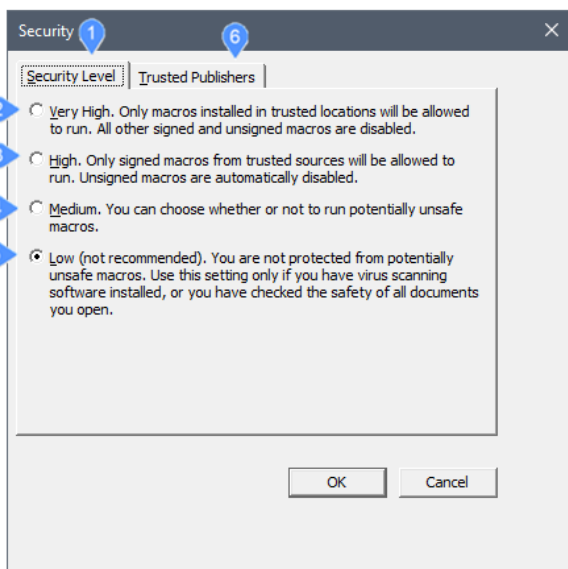 Security 1
6
Security Level Trusted Publishers
Very High. Only macros installed in trusted locations will be allowed
to run. All other signed and unsigned macros are disabled.
High. Only signed macros from trusted sources will be allowed to
run. Unsigned macros are automatically disabled.
Medium. You can choose whether or not to run potentially unsafe
macros.
Low (not recommended). You are not protected from potentially
unsafe macros. Use this setting only if you have virus scanning
software installed, or you have checked the safety of all documents
you open.
OK Cancel